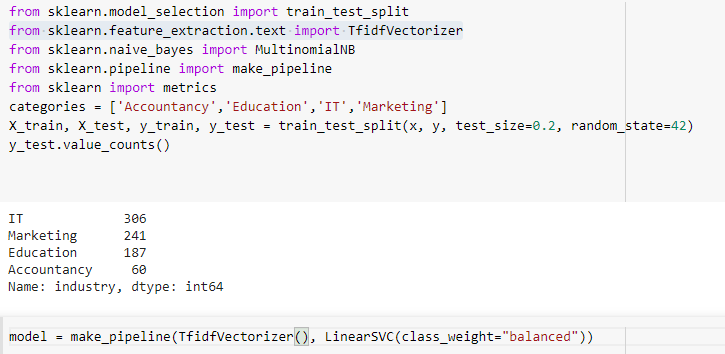 from sklearn.model_selection import train_test_split
from sklearn.feature_extraction.text import TfidfVectorizer
from sklearn.naive_bayes import MultinomialNB
from sklearn.pipeline import make_pipeline
from sklearn import metrics
categories = ['Accountancy','Education','IT','Marketing']
X_train, X_test, y_train, y_test = train_test_split(x, y, test_size=0.2, random_state=42)
y_test.value_counts()
IT             306
Marketing      241
Education      187
Accountancy     60
Name: industry, dtype: int64
model = make_pipeline(TfidfVectorizer(), LinearSVC(class_weight="balanced"))